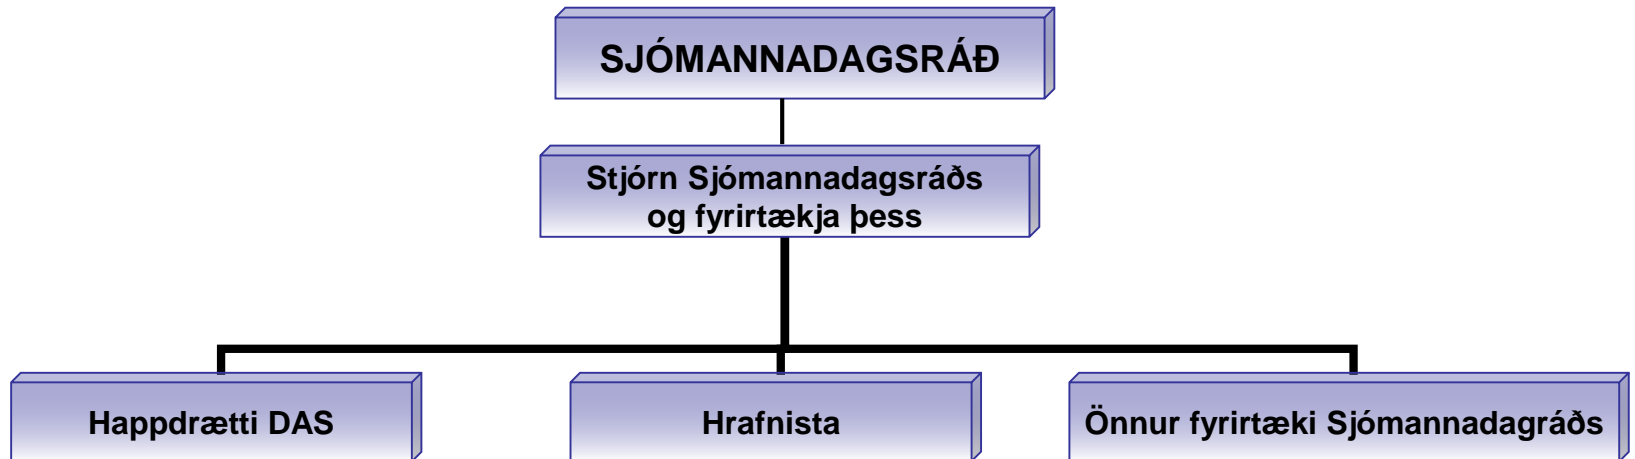 SJÓMANNADAGSRÁÐ
Stjórn Sjómannadagsráðs
og fyrirtækja þess
Happdrætti DAS
Hrafnista
Önnur fyrirtæki Sjómannadagráðs